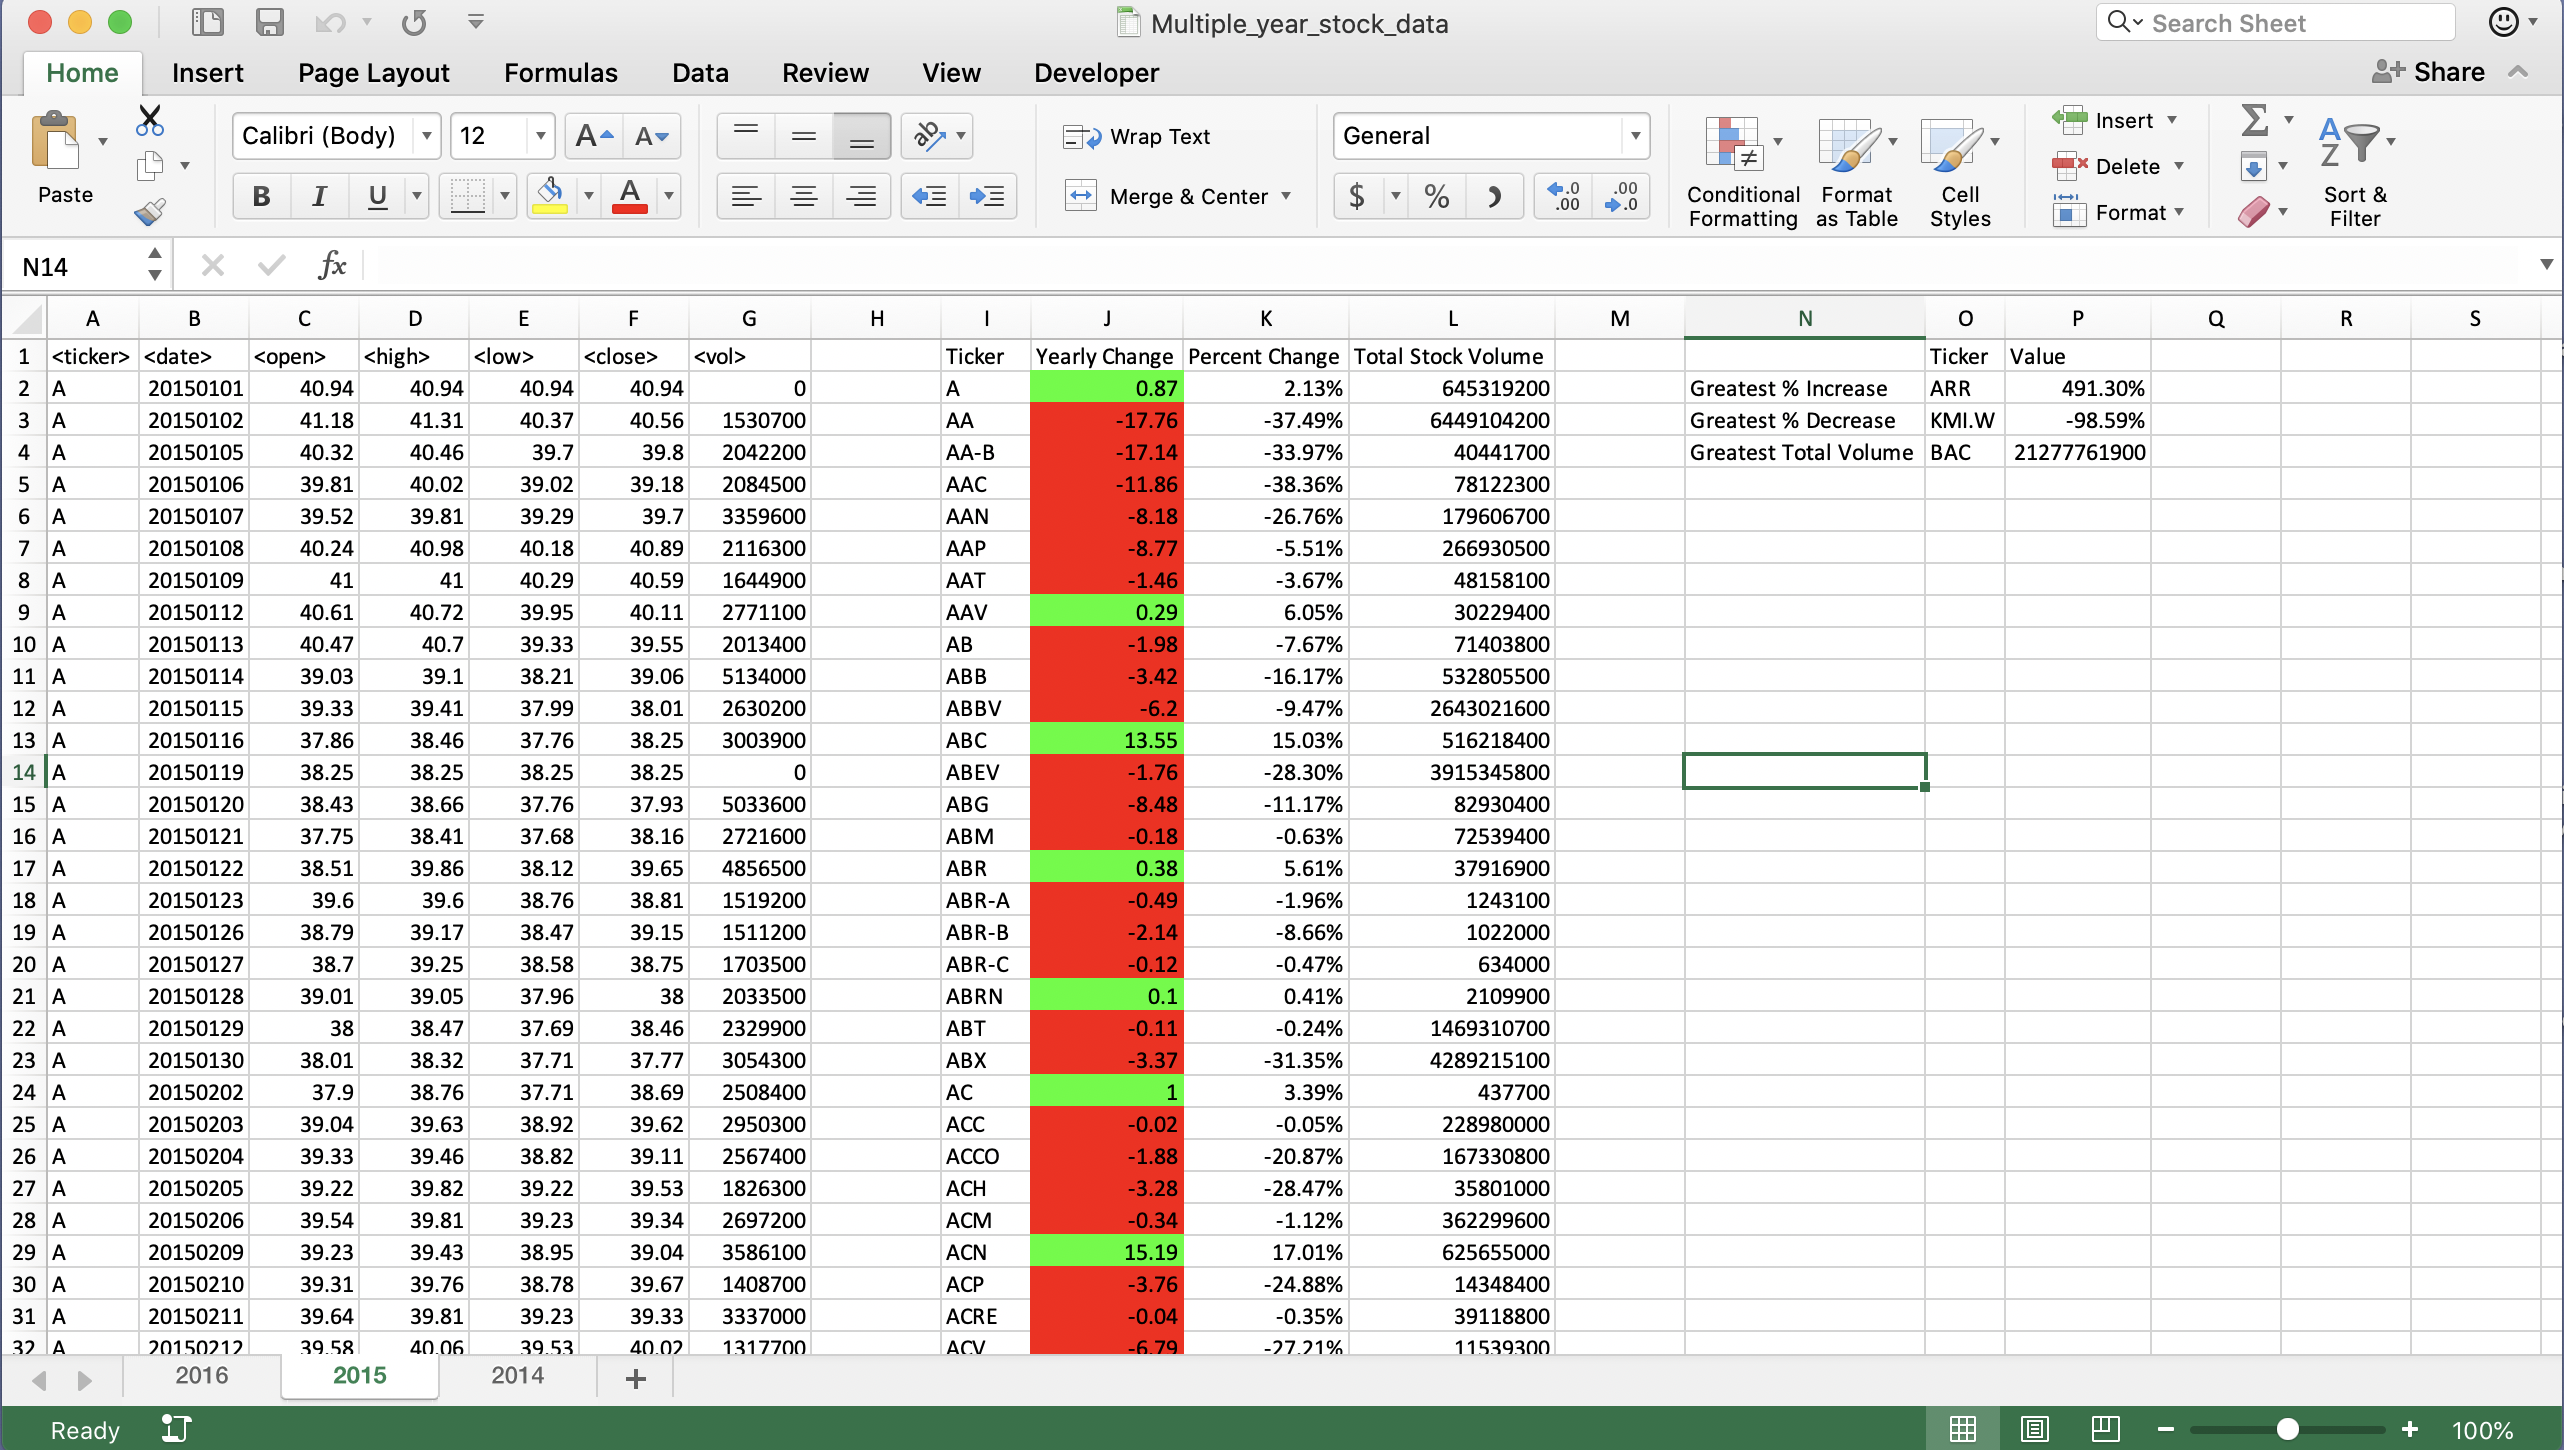 Multiple_year_stock_data
Search Sheet
Home Insert Page Layout Formulas Data Review View Developer Share
Paste
Calibri (Body) 12
Wrap Text
Merge & Center
General
Conditional Formatting
Format as Table
Cell Styles
Insert
Delete
Format
Sort & Filter
N14 fx
A B C D E F G H I J K L M N O P Q R S
1 <ticker> <date> <open> <high> <low> <close> <vol> Ticker Yearly Change Percent Change Total Stock Volume Ticker Value
2 A 20150101 40.94 40.94 40.94 40.94 0 A 0.87 2.13% 645319200 Greatest % Increase ARR 491.30%
3 A 20150102 41.18 41.31 40.37 40.56 1530700 AA -17.76 -37.49% 6449104200 Greatest % Decrease KMI.W -98.59%
4 A 20150105 40.32 40.46 39.7 39.8 2042200 AA-B -17.14 -33.97% 40441700 Greatest Total Volume BAC 21277761900
5 A 20150106 39.81 40.02 39.02 39.18 2084500 AAC -11.86 -38.36% 78122300
6 A 20150107 39.52 39.81 39.29 39.7 3359600 AAN -8.18 -26.76% 179606700
7 A 20150108 40.24 40.98 40.18 40.89 2116300 AAP -8.77 -5.51% 266930500
8 A 20150109 41 41 40.29 40.59 1644900 AAT -1.46 -3.67% 48158100
9 A 20150112 40.61 40.72 39.95 40.11 2771100 AAV 0.29 6.05% 30229400
10 A 20150113 40.47 40.7 39.33 39.55 2013400 AB -1.98 -7.67% 71403800
11 A 20150114 39.03 39.1 38.21 39.06 5134000 ABB -3.42 -16.17% 532805500
12 A 20150115 39.33 39.41 37.99 38.01 2630200 ABBV -6.2 -9.47% 2643021600
13 A 20150116 37.86 38.46 37.76 38.25 3003900 ABC 13.55 15.03% 516218400
14 A 20150119 38.25 38.25 38.25 38.25 0 ABEV -1.76 -28.30% 3915345800
15 A 20150120 38.43 38.66 37.76 37.93 5033600 ABG -8.48 -11.17% 82930400
16 A 20150121 37.75 38.41 37.68 38.16 2721600 ABM -0.18 -0.63% 72539400
17 A 20150122 38.51 39.86 38.12 39.65 4856500 ABR 0.38 5.61% 37916900
18 A 20150123 39.6 39.6 38.76 38.81 1519200 ABR-A -0.49 -1.96% 1243100
19 A 20150126 38.79 39.17 38.47 39.15 1511200 ABR-B -2.14 -8.66% 1022000
20 A 20150127 38.7 39.25 38.58 38.75 1703500 ABR-C -0.12 -0.47% 634000
21 A 20150128 39.01 39.05 37.96 38 2033500 ABRN 0.1 0.41% 2109900
22 A 20150129 38 38.47 37.69 38.46 2329900 ABT -0.11 -0.24% 1469310700
23 A 20150130 38.01 38.32 37.71 37.77 3054300 ABX -3.37 -31.35% 4289215100
24 A 20150202 37.9 38.76 37.71 38.69 2508400 AC 1 3.39% 437700
25 A 20150203 39.04 39.63 38.92 39.62 2950300 ACC -0.02 -0.05% 228980000
26 A 20150204 39.33 39.46 38.82 39.11 2567400 ACCO -1.88 -20.87% 167330800
27 A 20150205 39.22 39.82 39.22 39.53 1826300 ACH -3.28 -28.47% 35801000
28 A 20150206 39.54 39.81 39.23 39.34 2697200 ACM -0.34 -1.12% 362299600
29 A 20150209 39.23 39.43 38.95 39.04 3586100 ACN 15.19 17.01% 625655000
30 A 20150210 39.31 39.76 38.78 39.67 1408700 ACP -3.76 -24.88% 14348400
31 A 20150211 39.64 39.81 39.23 39.33 3337000 ACRE -0.04 -0.35% 39118800
32 A 20150212 39.58 40.06 39.53 40.02 1317700 ACV -6.79 -27.21% 11539300
2016 2015 2014 +
Ready 100%